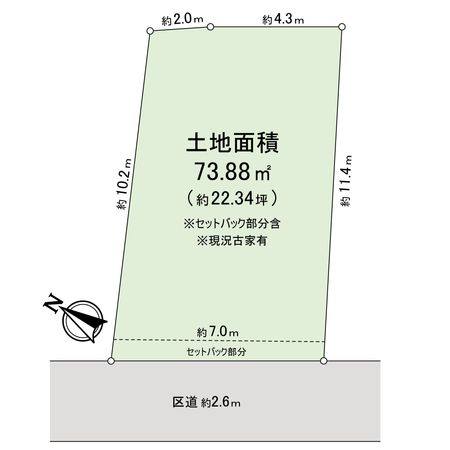 約2.0m
約4.3m
約10.2m
約11.4m
土地面積
73.88㎡
（約22.34坪）
※セットバック部分含
※現況古家有
N
約7.0m
セットバック部分
区道 約2.6m